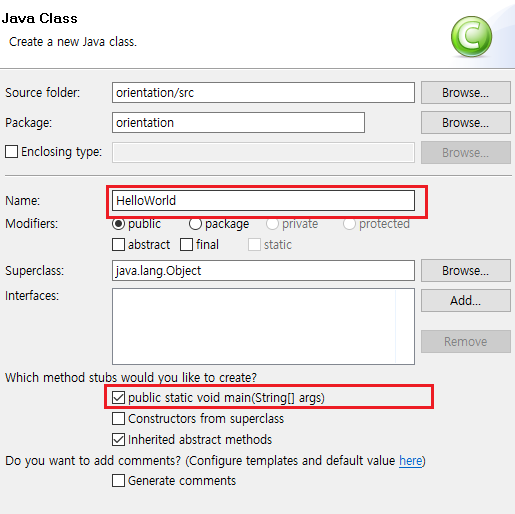 Java Class
Create a new Java class.
C
Source folder: orientation/src Browse...
Package: orientation Browse...
Enclosing type: Browse...
Name: HelloWorld
Modifiers: public package private protected
abstract final static
Superclass: java.lang.Object Browse...
Interfaces: Add...
Remove
Which method stubs would you like to create?
public static void main(String[] args)
Constructors from superclass
Inherited abstract methods
Do you want to add comments? (Configure templates and default value here)
Generate comments